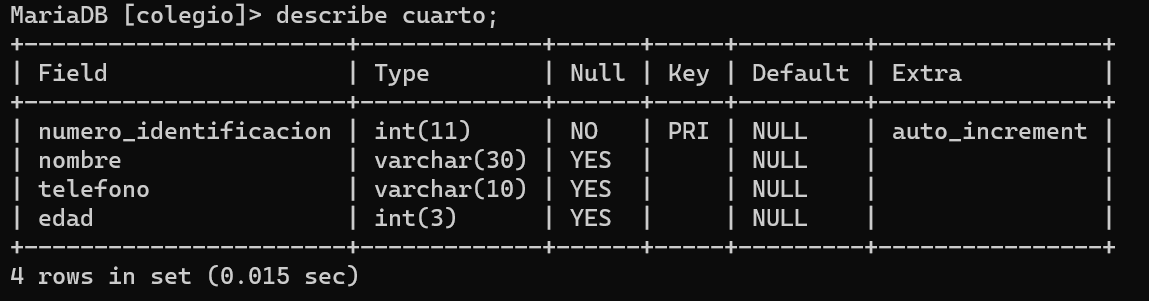 MariaDB [colegio]> describe cuarto;
+-----------------------+-------------+------+-----+---------+----------------+
| Field                 | Type        | Null | Key | Default | Extra          |
+-----------------------+-------------+------+-----+---------+----------------+
| numero_identificacion | int(11)     | NO   | PRI | NULL    | auto_increment |
| nombre                | varchar(30) | YES  |     | NULL    |                |
| telefono              | varchar(10) | YES  |     | NULL    |                |
| edad                  | int(3)      | YES  |     | NULL    |                |
+-----------------------+-------------+------+-----+---------+----------------+
4 rows in set (0.015 sec)